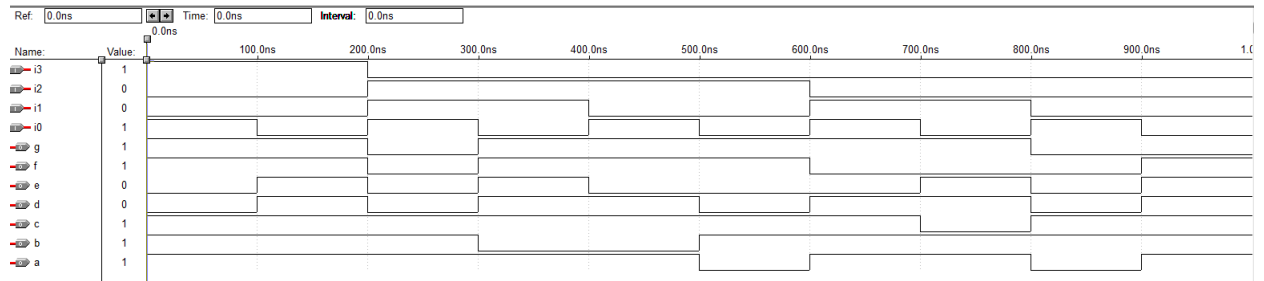 Ref: 0.0ns Time: 0.0ns Interval: 0.0ns
0.0ns
Name: Value: 100.0ns 200.0ns 300.0ns 400.0ns 500.0ns 600.0ns 700.0ns 800.0ns 900.0ns 1.0
i3 1
i2 0
i1 0
i0 1
g 1
f 1
e 0
d 0
c 1
b 1
a 1